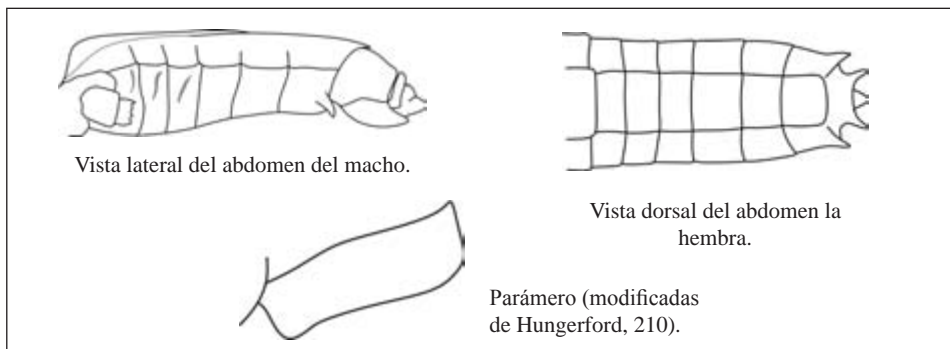 Vista lateral del abdomen del macho.
Vista dorsal del abdomen la
hembra.
Parámero (modificadas
de Hungerford, 210).